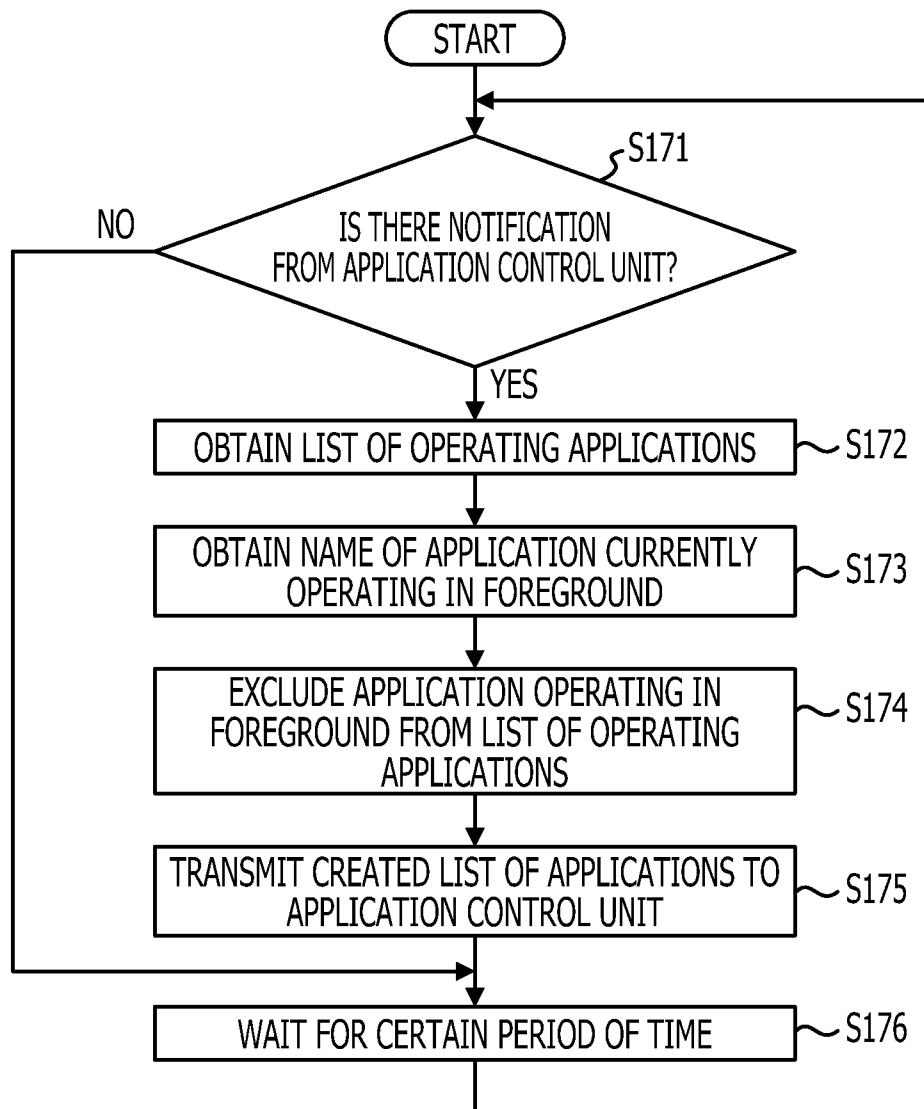 START
S171
NO
IS THERE NOTIFICATION
FROM APPLICATION CONTROL UNIT?
YES
OBTAIN LIST OF OPERATING APPLICATIONS
S172
OBTAIN NAME OF APPLICATION CURRENTLY
OPERATING IN FOREGROUND
S173
EXCLUDE APPLICATION OPERATING IN
FOREGROUND FROM LIST OF OPERATING
APPLICATIONS
S174
TRANSMIT CREATED LIST OF APPLICATIONS TO
APPLICATION CONTROL UNIT
S175
WAIT FOR CERTAIN PERIOD OF TIME
S176